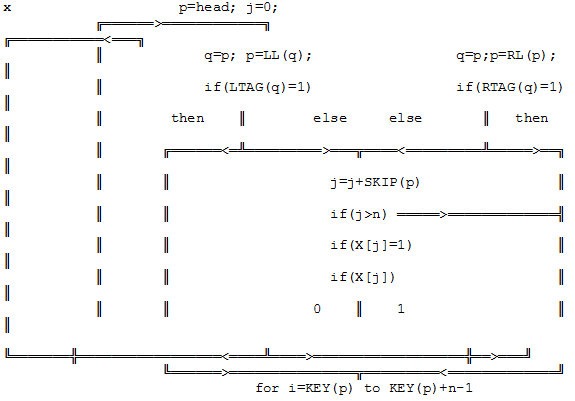 x p=head; j=0;
q=p; p=LL(q); q=p;p=RL(p);
if(LTAG(q)=1) if(RTAG(q)=1)
then else else then
j=j+SKIP(p)
if(j>n)
if(X[j]=1)
if(X[j])
0 1
for i=KEY(p) to KEY(p)+n-1